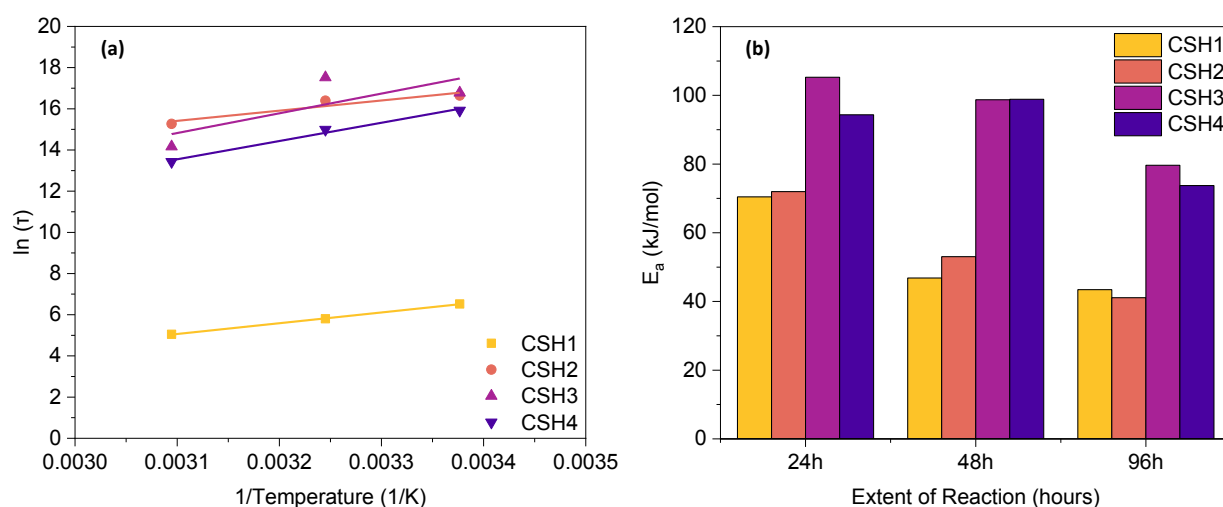 (a)
20
18
16
14
12
10
8
6
4
2
0
ln (τ)
0.0030 0.0031 0.0032 0.0033 0.0034 0.0035
1/Temperature (1/K)
CSH1
CSH2
CSH3
CSH4
(b)
120
100
80
60
40
20
0
Eₐ (kJ/mol)
24h 48h 96h
Extent of Reaction (hours)
CSH1
CSH2
CSH3
CSH4